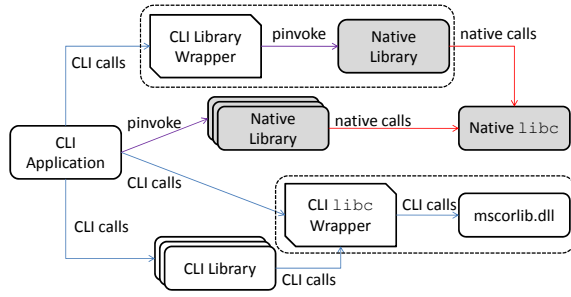 CLI Library
Wrapper
pinvoke
Native
Library
native calls
CLI calls
pinvoke
Native
Library
native calls
Native libc
CLI
Application
CLI calls
CLI calls
CLI libc
Wrapper
CLI calls
mscorlib.dll
CLI Library
CLI calls